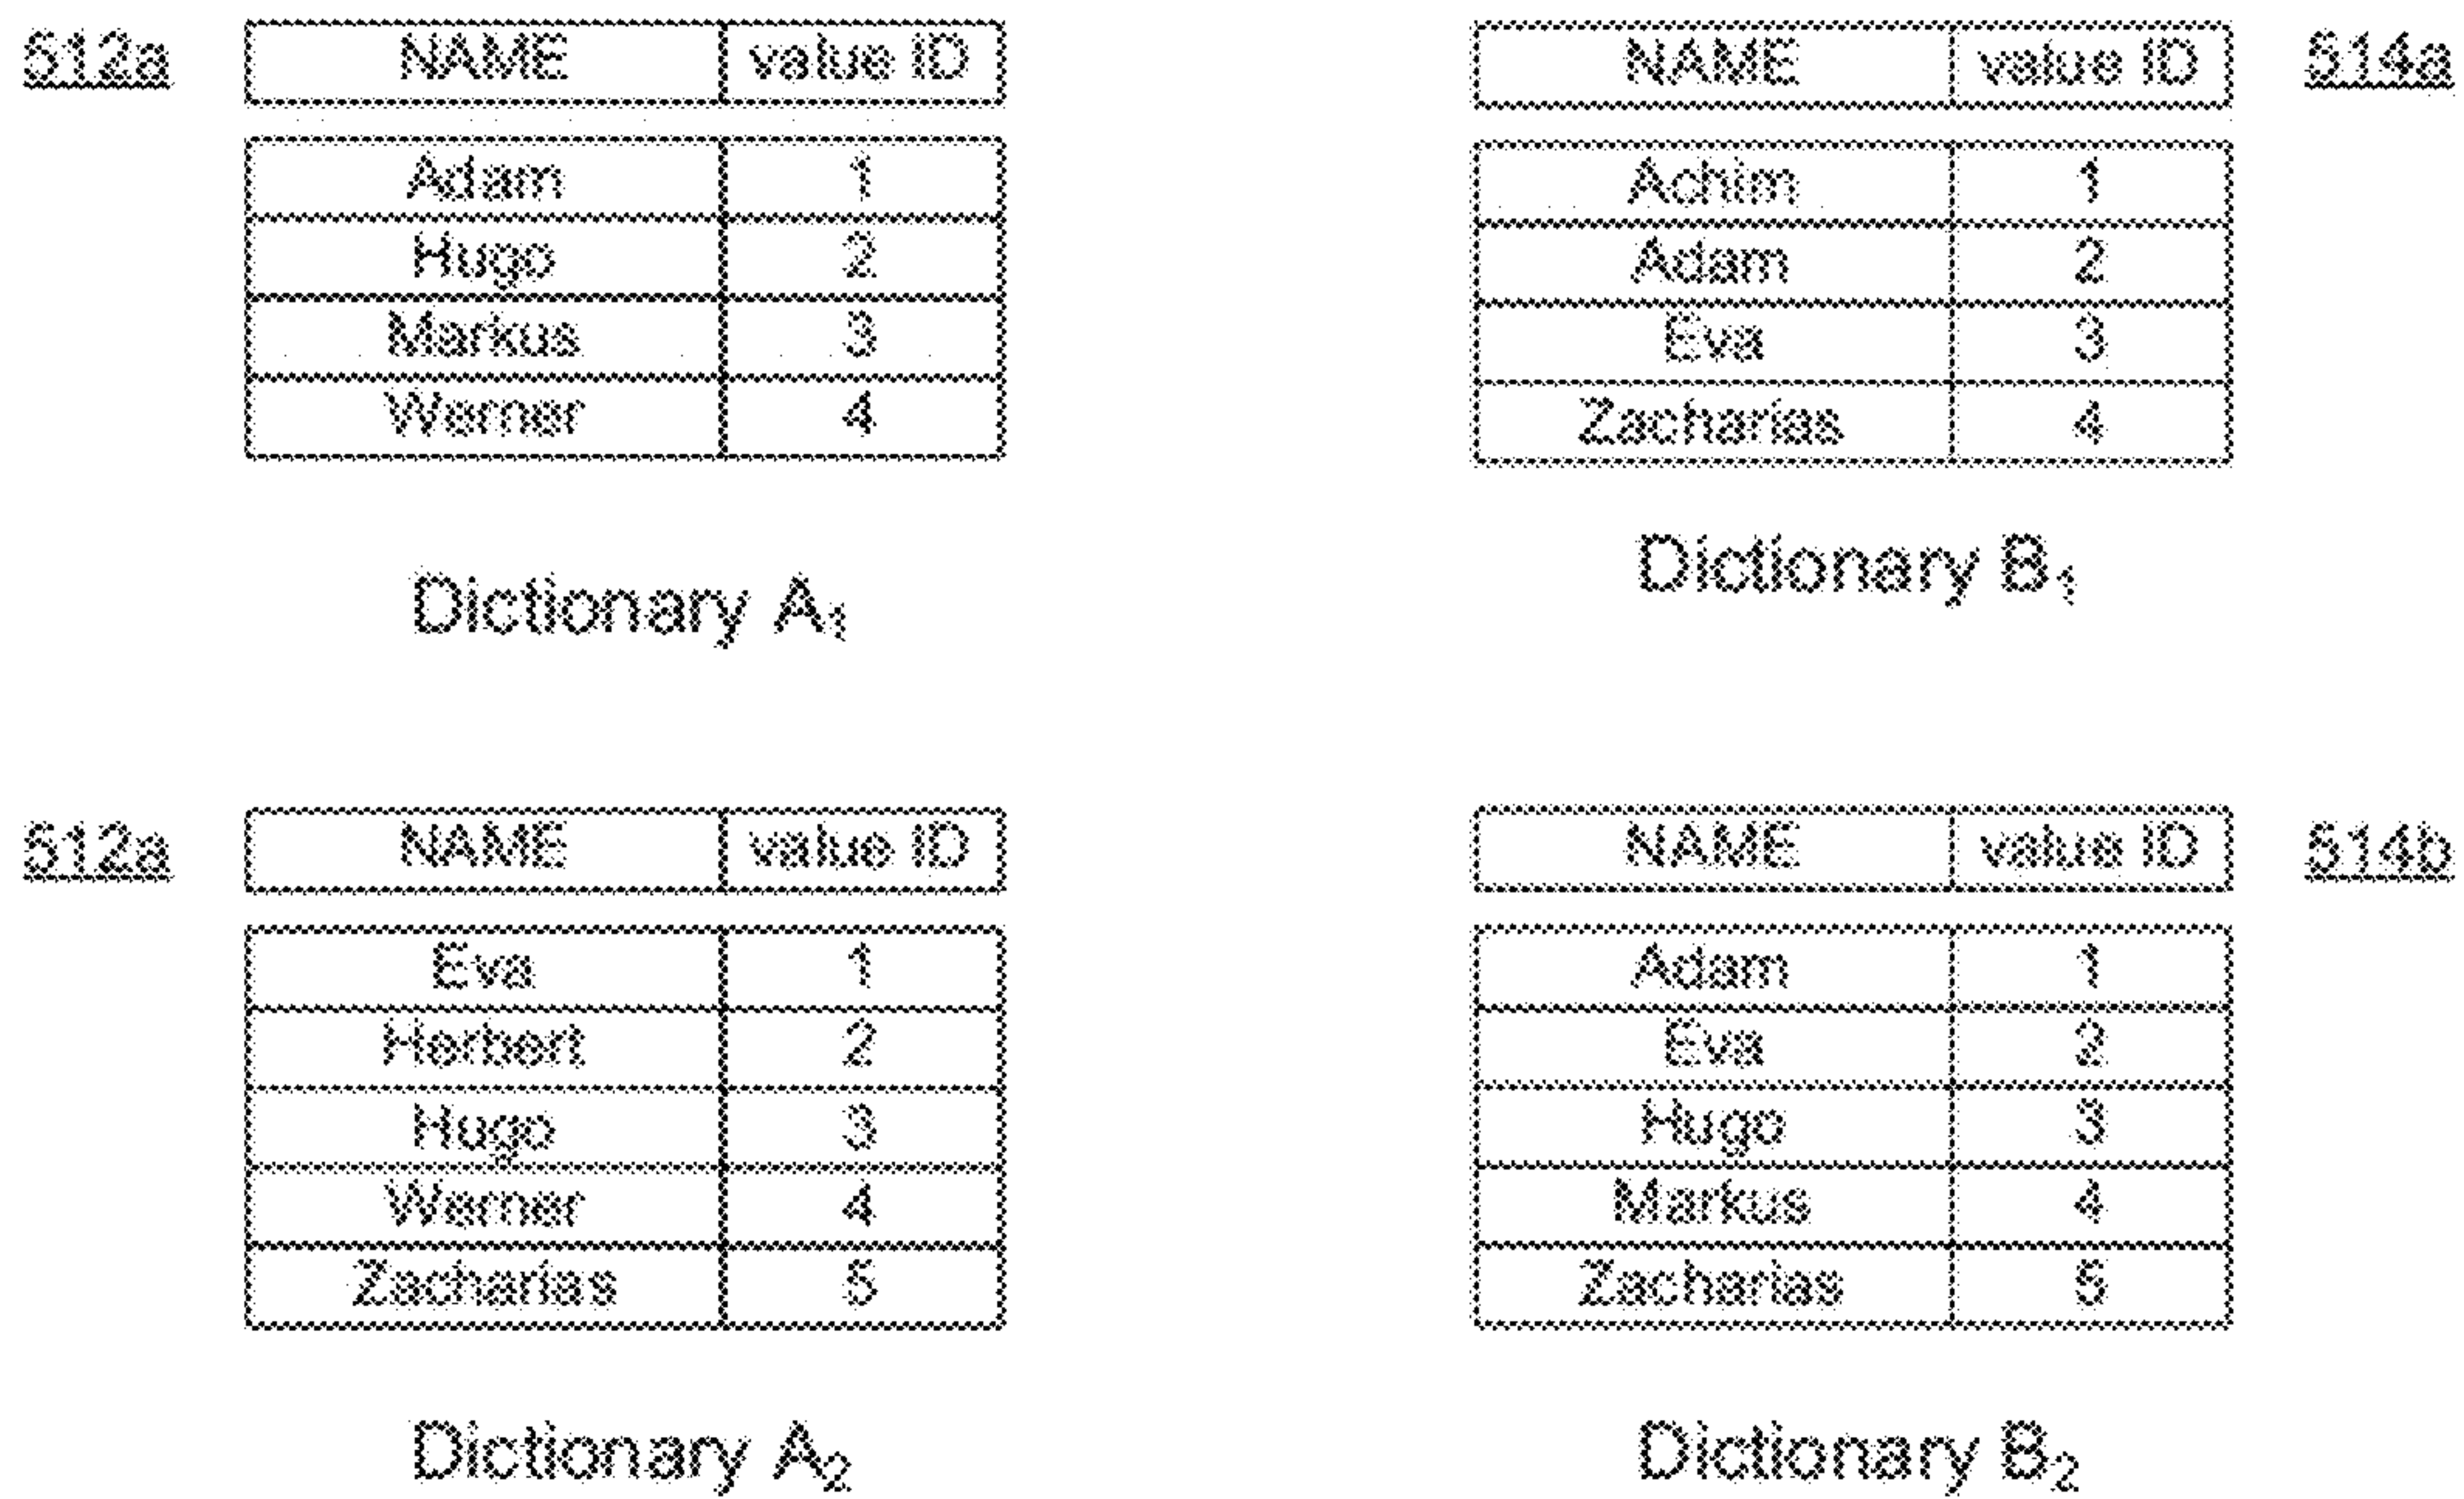 512a NAME value ID
Adam 1
Hugo 2
Markus 3
Werner 4
Dictionary A1
NAME value ID 514a
Achim 1
Adam 2
Eva 3
Zacharias 4
Dictionary B1
512a NAME value ID
Eva 1
Herbert 2
Hugo 3
Werner 4
Zacharias 5
Dictionary A2
NAME value ID 514b
Adam 1
Eva 2
Hugo 3
Markus 4
Zacharias 5
Dictionary B2